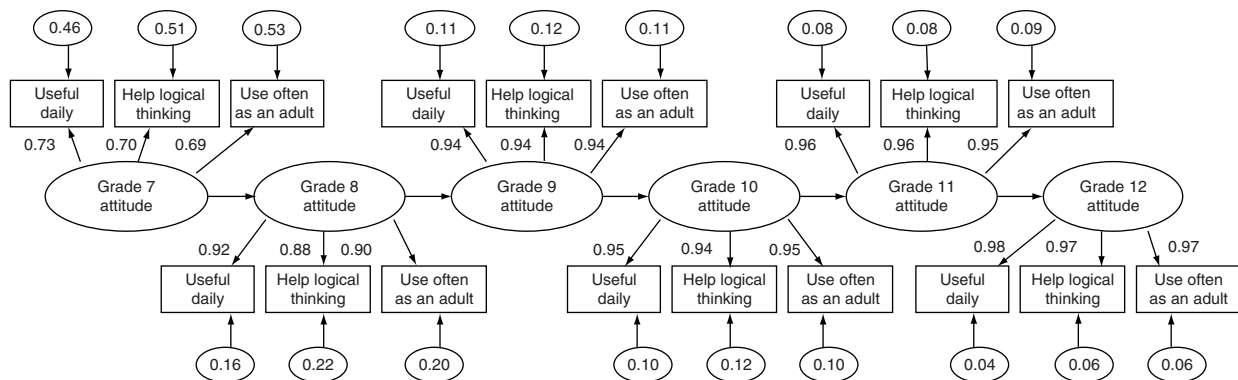 0.46 0.51 0.53 0.11 0.12 0.11 0.08 0.08 0.09
Useful daily
Help logical thinking
Use often as an adult
Useful daily
Help logical thinking
Use often as an adult
Useful daily
Help logical thinking
Use often as an adult
0.73 0.70 0.69 0.94 0.94 0.94 0.96 0.96 0.95
Grade 7 attitude
Grade 8 attitude
Grade 9 attitude
Grade 10 attitude
Grade 11 attitude
Grade 12 attitude
0.92 0.88 0.90 0.95 0.94 0.95 0.98 0.97 0.97
Useful daily
Help logical thinking
Use often as an adult
Useful daily
Help logical thinking
Use often as an adult
Useful daily
Help logical thinking
Use often as an adult
0.16 0.22 0.20 0.10 0.12 0.10 0.04 0.06 0.06